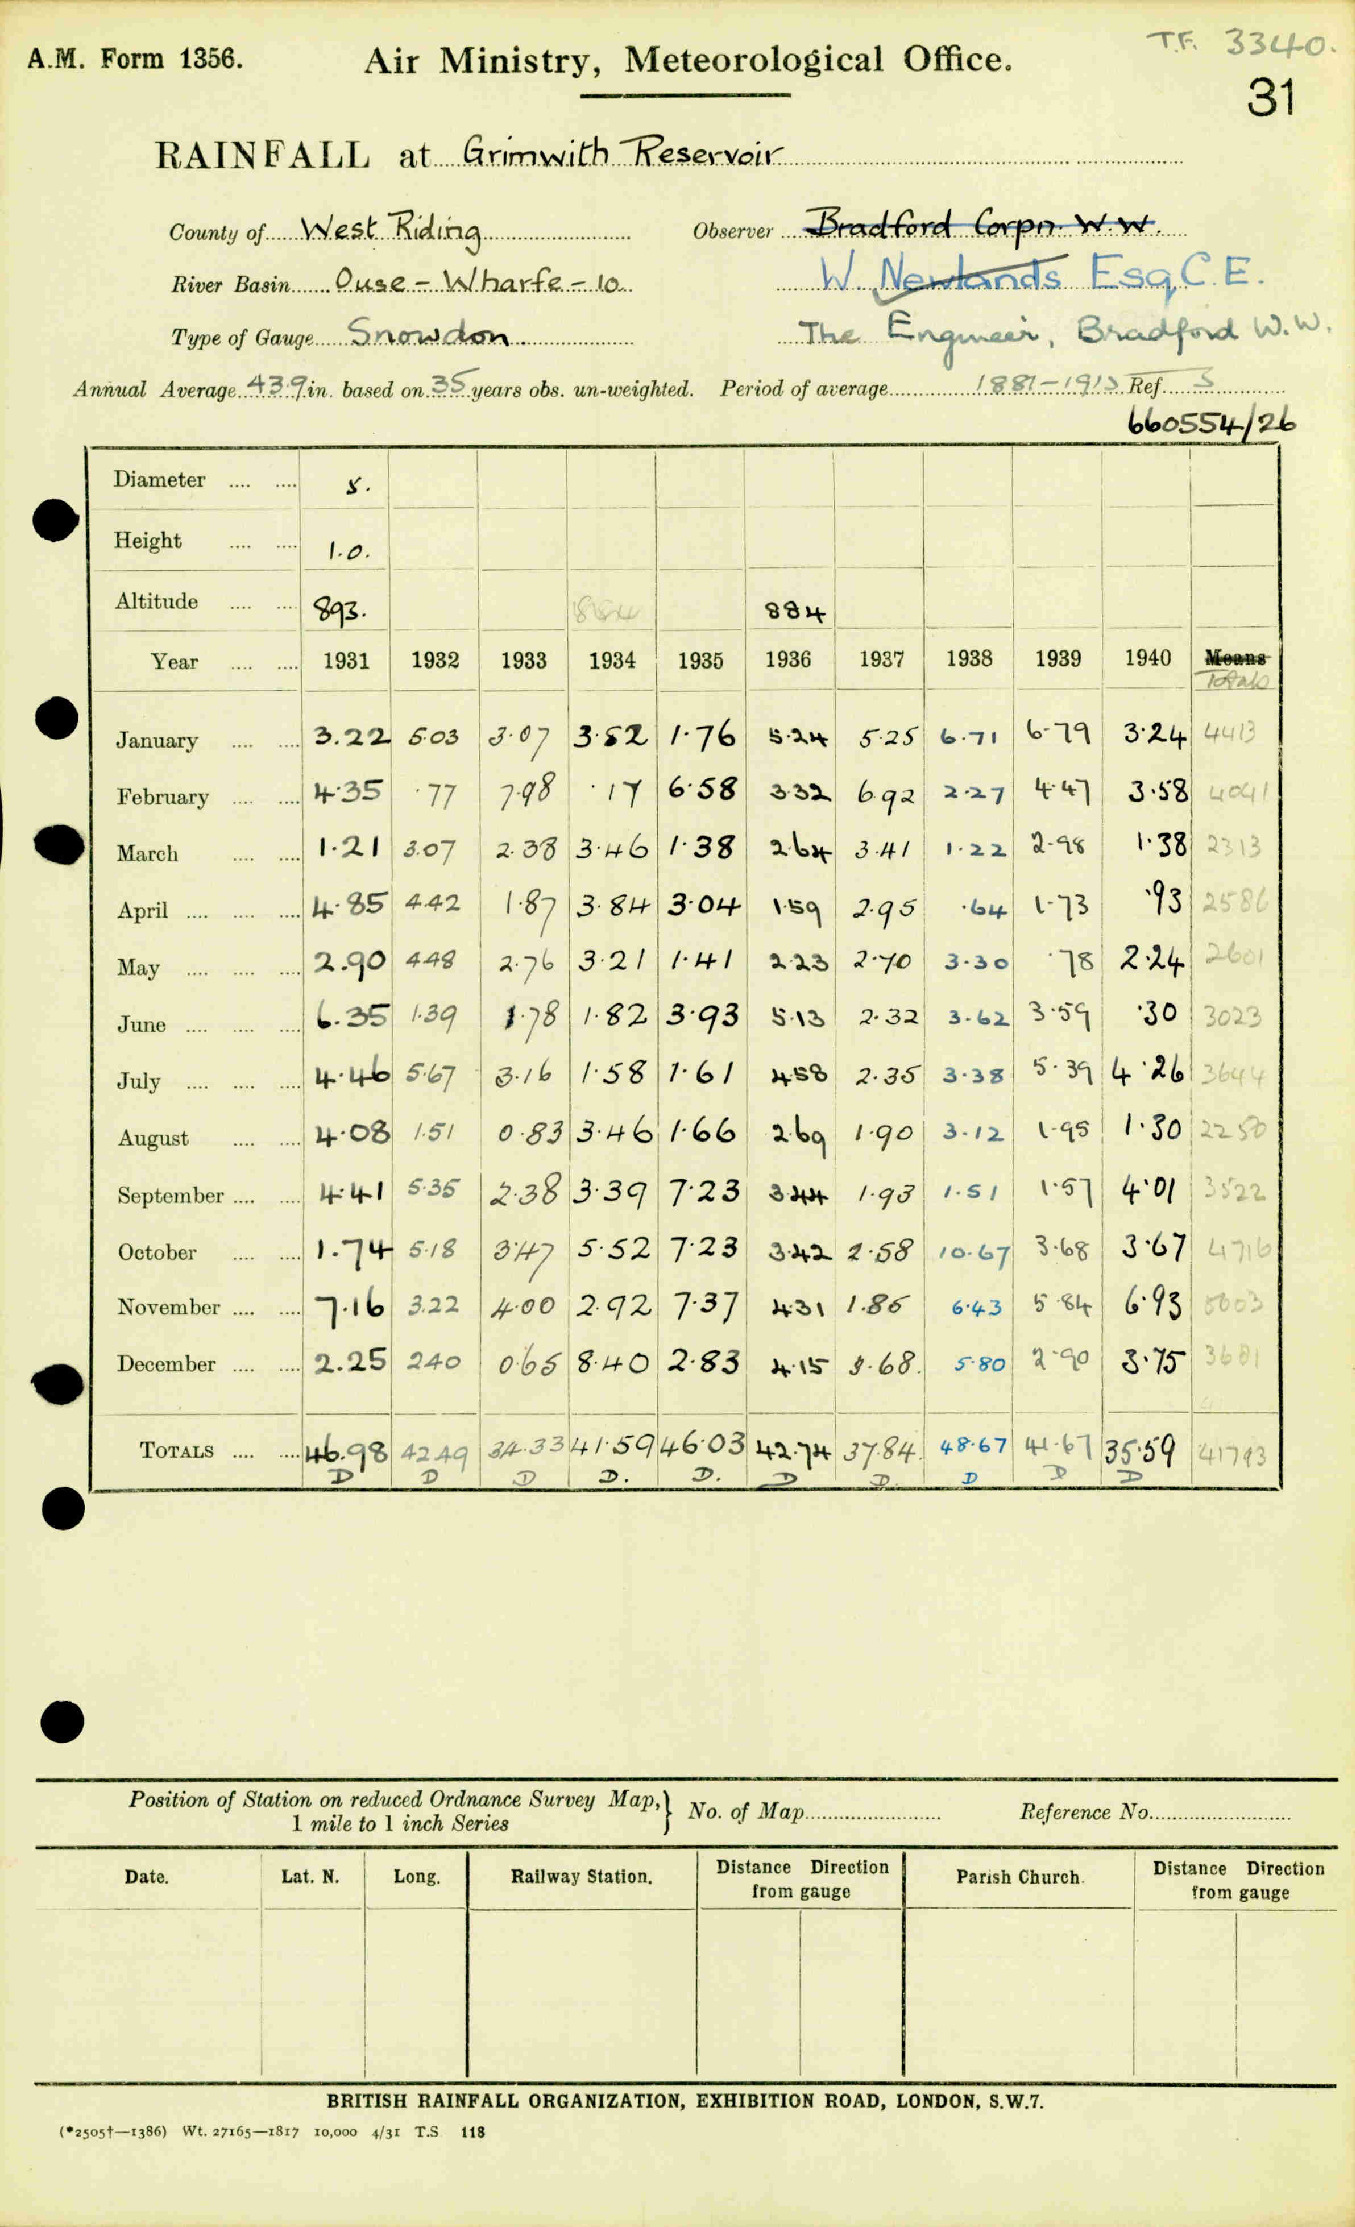 T.F. 3340.
A.M. Form 1356. Air Ministry, Meteorological Office.
31
RAINFALL at Grimwith Reservoir
County of West Riding Observer Bradford Corpn. W.W.
River Basin Ouse - Wharfe - 10 W. Newlands Esq, C.E.
Type of Gauge Snowdon The Engineer, Bradford W.W.
Annual Average 43.9 in. based on 35 years obs. un-weighted. Period of average 1881-1915 Ref. S
660554/26
Diameter 5.
Height 1.0.
Altitude 893. 884 884
Year 1931 1932 1933 1934 1935 1936 1937 1938 1939 1940 Means
Totals
January 3.22 5.03 3.07 3.52 1.76 5.24 5.25 6.71 6.79 3.24 4413
February 4.35 .77 7.98 .17 6.58 3.32 6.92 2.27 4.47 3.58 4041
March 1.21 3.07 2.38 3.46 1.38 2.64 3.41 1.22 2.98 1.38 2313
April 4.85 4.42 1.87 3.84 3.04 1.59 2.95 .64 1.73 .93 2586
May 2.90 4.48 2.76 3.21 1.41 2.23 2.70 3.30 .78 2.24 2601
June 6.35 1.39 1.78 1.82 3.93 5.13 2.32 3.62 3.59 .30 3023
July 4.46 5.67 3.16 1.58 1.61 4.58 2.35 3.38 5.39 4.26 3644
August 4.08 1.51 0.83 3.46 1.66 2.69 1.90 3.12 1.95 1.30 2250
September 4.41 5.35 2.38 3.39 7.23 3.44 1.93 1.51 1.57 4.01 3522
October 1.74 5.18 3.47 5.52 7.23 3.42 2.58 10.67 3.68 3.67 4716
November 7.16 3.22 4.00 2.92 7.37 4.31 1.85 6.43 5.84 6.93
December 2.25 2.40 0.65 8.40 2.83 4.15 3.68. 5.80 2.90 3.75 3681
TOTALS 46.98 42.49 34.33 41.59 46.03 42.74 37.84. 48.67 41.67 35.59 41793
D D D D. D. D D. D D D
Position of Station on reduced Ordnance Survey Map, } No. of Map Reference No.
1 mile to 1 inch Series
Date. Lat. N. Long. Railway Station. Distance Direction Parish Church. Distance Direction
from gauge from gauge
BRITISH RAINFALL ORGANIZATION, EXHIBITION ROAD, LONDON, S.W.7.
(*2505†—1386) Wt. 27165—1817 10,000 4/31 T.S 118